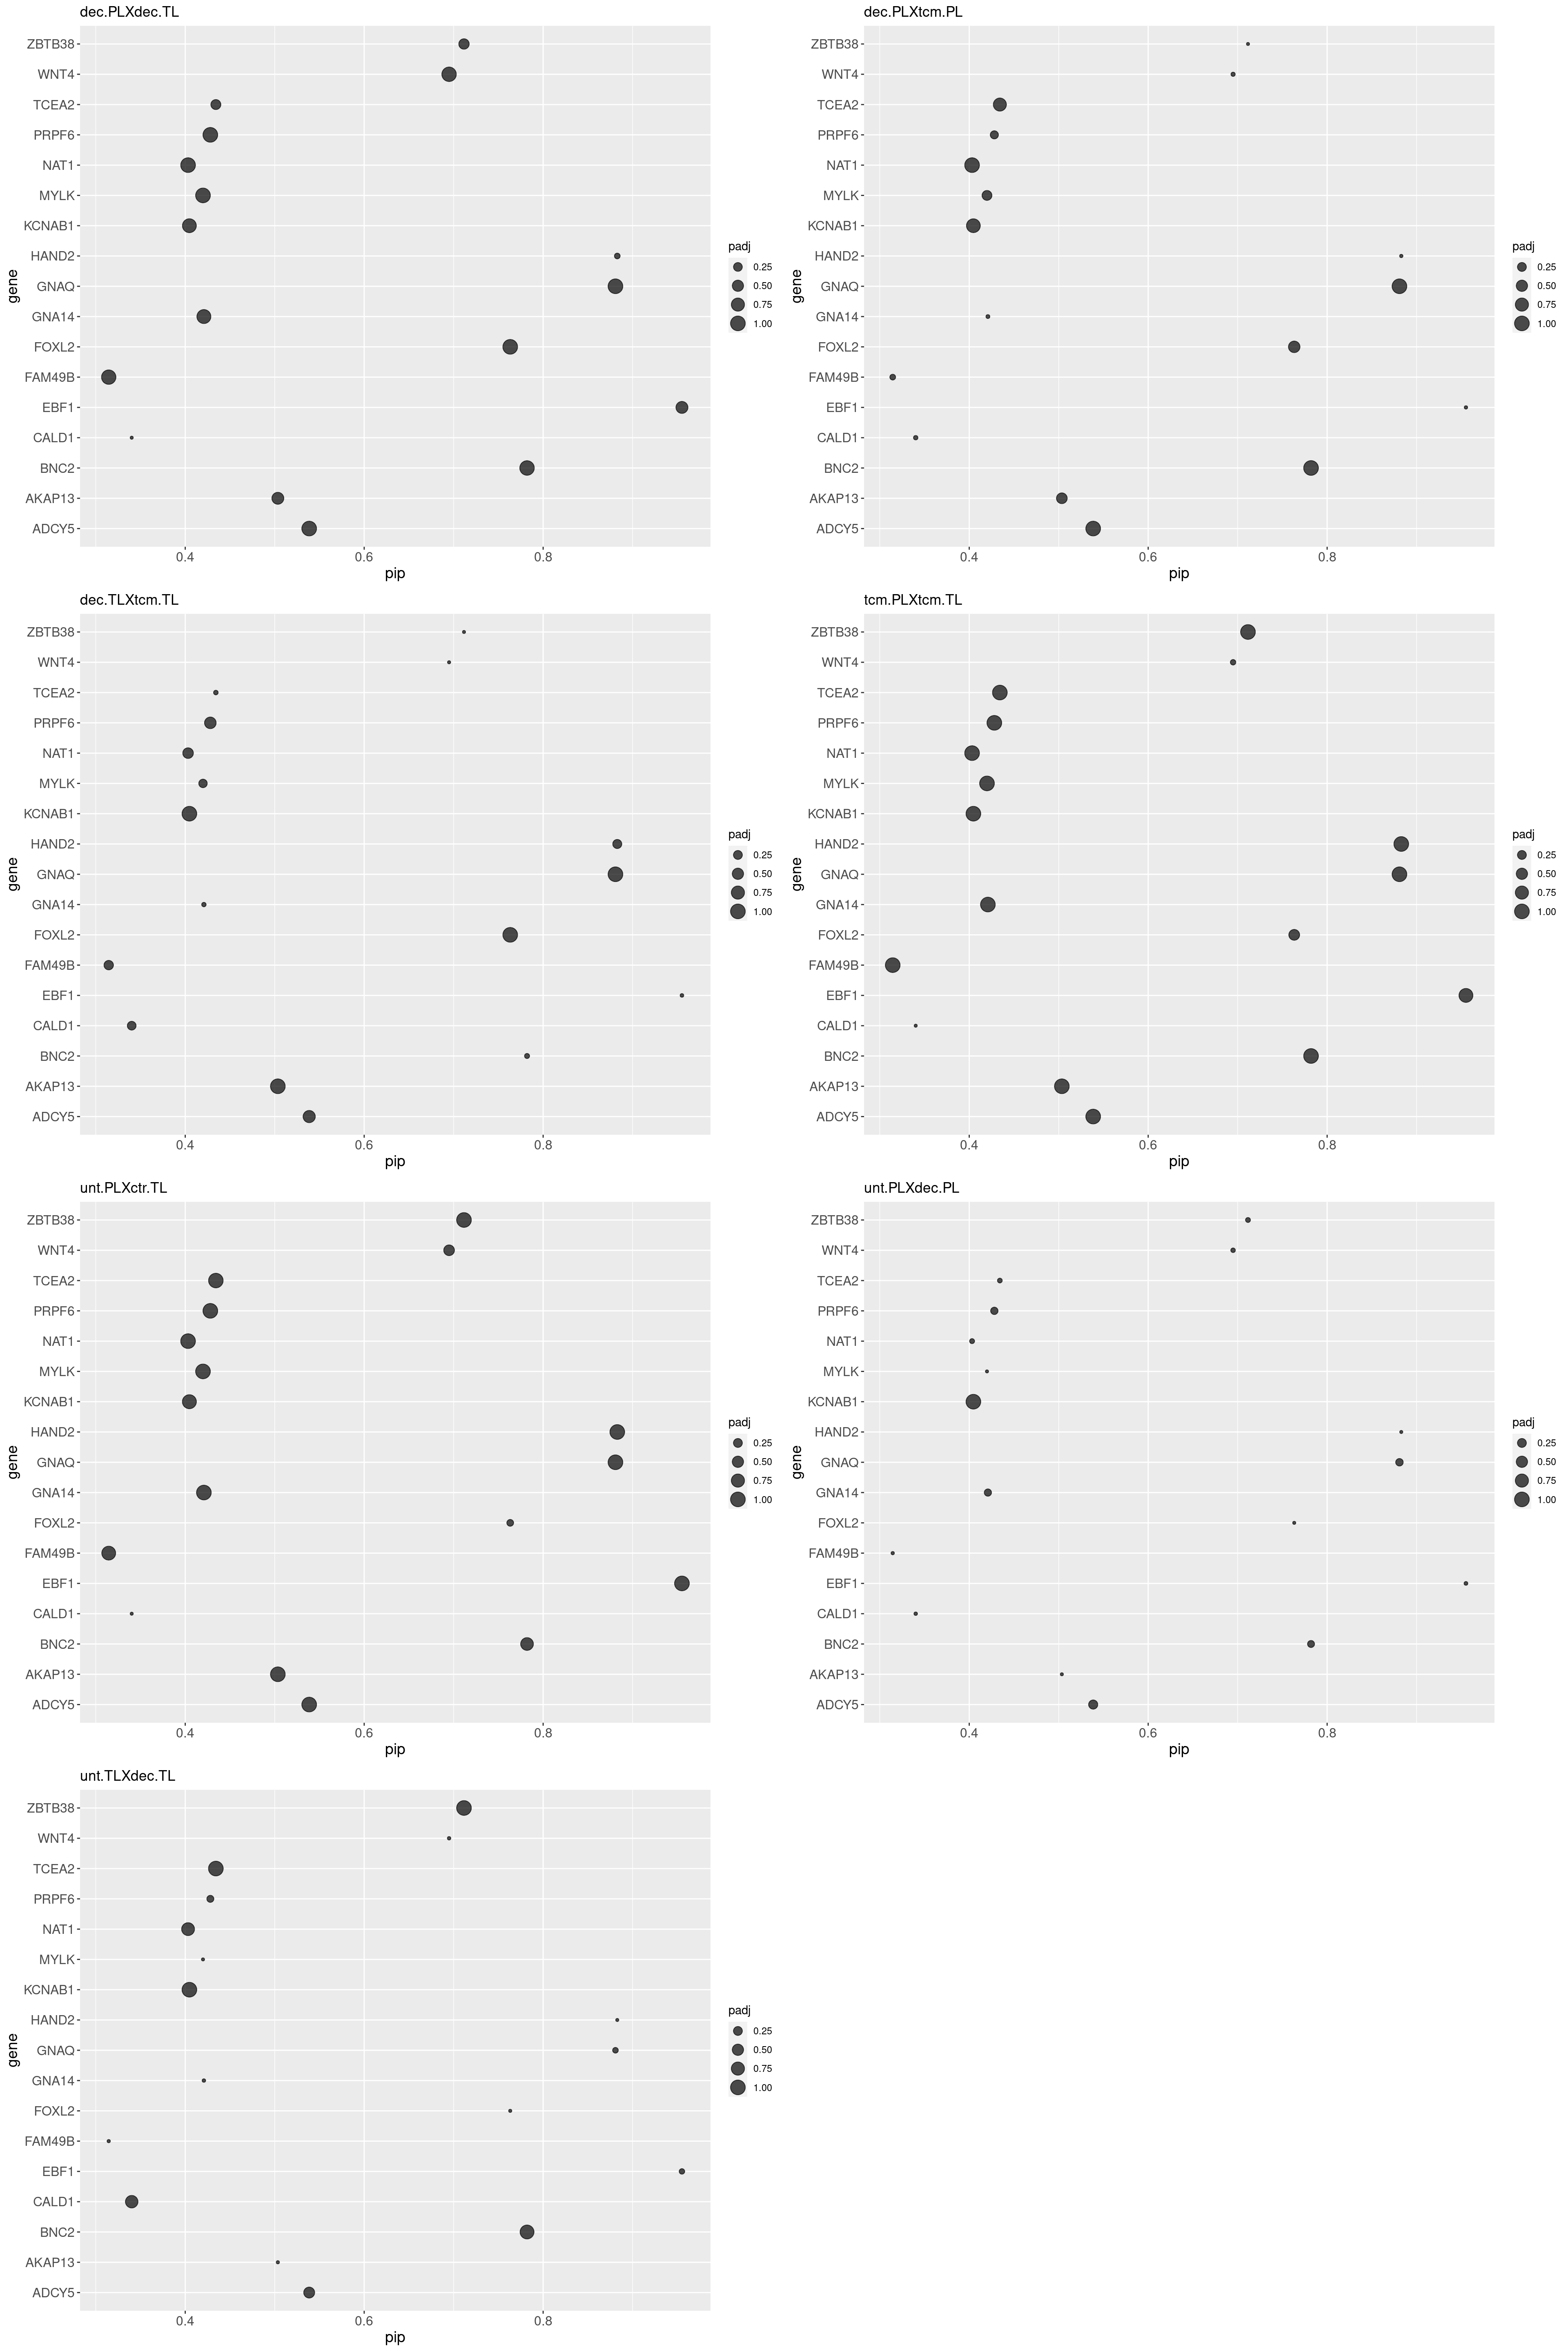 dec.PLXdec.TL
gene
ZBTB38
WNT4
TCEA2
PRPF6
NAT1
MYLK
KCNAB1
HAND2
GNAQ
GNA14
FOXL2
FAM49B
EBF1
CALD1
BNC2
AKAP13
ADCY5
0.4 0.6 0.8
pip
padj
0.25
0.50
0.75
1.00
dec.PLXtcm.PL
gene
ZBTB38
WNT4
TCEA2
PRPF6
NAT1
MYLK
KCNAB1
HAND2
GNAQ
GNA14
FOXL2
FAM49B
EBF1
CALD1
BNC2
AKAP13
ADCY5
0.4 0.6 0.8
pip
padj
0.25
0.50
0.75
1.00
dec.TLXtcm.TL
gene
ZBTB38
WNT4
TCEA2
PRPF6
NAT1
MYLK
KCNAB1
HAND2
GNAQ
GNA14
FOXL2
FAM49B
EBF1
CALD1
BNC2
AKAP13
ADCY5
0.4 0.6 0.8
pip
padj
0.25
0.50
0.75
1.00
tcm.PLXtcm.TL
gene
ZBTB38
WNT4
TCEA2
PRPF6
NAT1
MYLK
KCNAB1
HAND2
GNAQ
GNA14
FOXL2
FAM49B
EBF1
CALD1
BNC2
AKAP13
ADCY5
0.4 0.6 0.8
pip
padj
0.25
0.50
0.75
1.00
unt.PLXctr.TL
gene
ZBTB38
WNT4
TCEA2
PRPF6
NAT1
MYLK
KCNAB1
HAND2
GNAQ
GNA14
FOXL2
FAM49B
EBF1
CALD1
BNC2
AKAP13
ADCY5
0.4 0.6 0.8
pip
padj
0.25
0.50
0.75
1.00
unt.PLXdec.PL
gene
ZBTB38
WNT4
TCEA2
PRPF6
NAT1
MYLK
KCNAB1
HAND2
GNAQ
GNA14
FOXL2
FAM49B
EBF1
CALD1
BNC2
AKAP13
ADCY5
0.4 0.6 0.8
pip
padj
0.25
0.50
0.75
1.00
unt.TLXdec.TL
gene
ZBTB38
WNT4
TCEA2
PRPF6
NAT1
MYLK
KCNAB1
HAND2
GNAQ
GNA14
FOXL2
FAM49B
EBF1
CALD1
BNC2
AKAP13
ADCY5
0.4 0.6 0.8
pip
padj
0.25
0.50
0.75
1.00